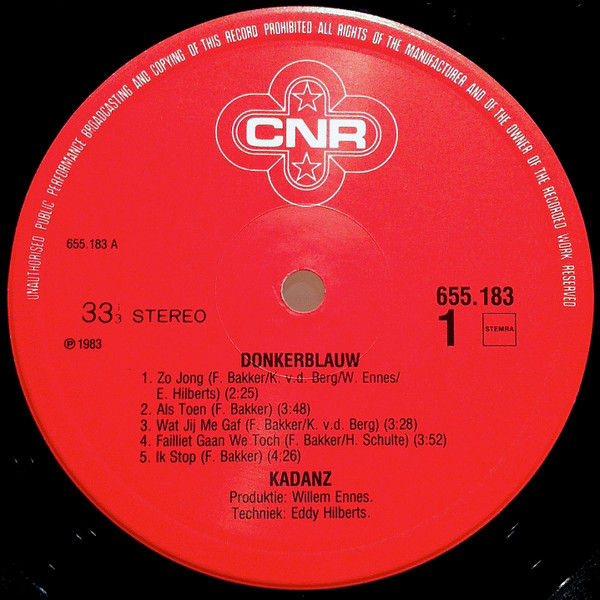 UNAUTHORISED PUBLIC PERFORMANCE BROADCASTING AND COPYING OF THIS RECORD PROHIBITED ALL RIGHTS OF THE MANUFACTURER AND OF THE OWNER OF THE RECORDED WORK RESERVED
CNR
655.183 A
33 1/3 STEREO
℗ 1983
655.183
1
STEMRA
DONKERBLAUW
1. Zo Jong (F. Bakker/K. v.d. Berg/W. Ennes/
E. Hilberts) (2:25)
2. Als Toen (F. Bakker) (3:48)
3. Wat Jij Me Gaf (F. Bakker/K. v.d. Berg) (3:28)
4. Failliet Gaan We Toch (F. Bakker/H. Schulte) (3:52)
5. Ik Stop (F. Bakker) (4:26)
KADANZ
Produktie: Willem Ennes.
Techniek: Eddy Hilberts.